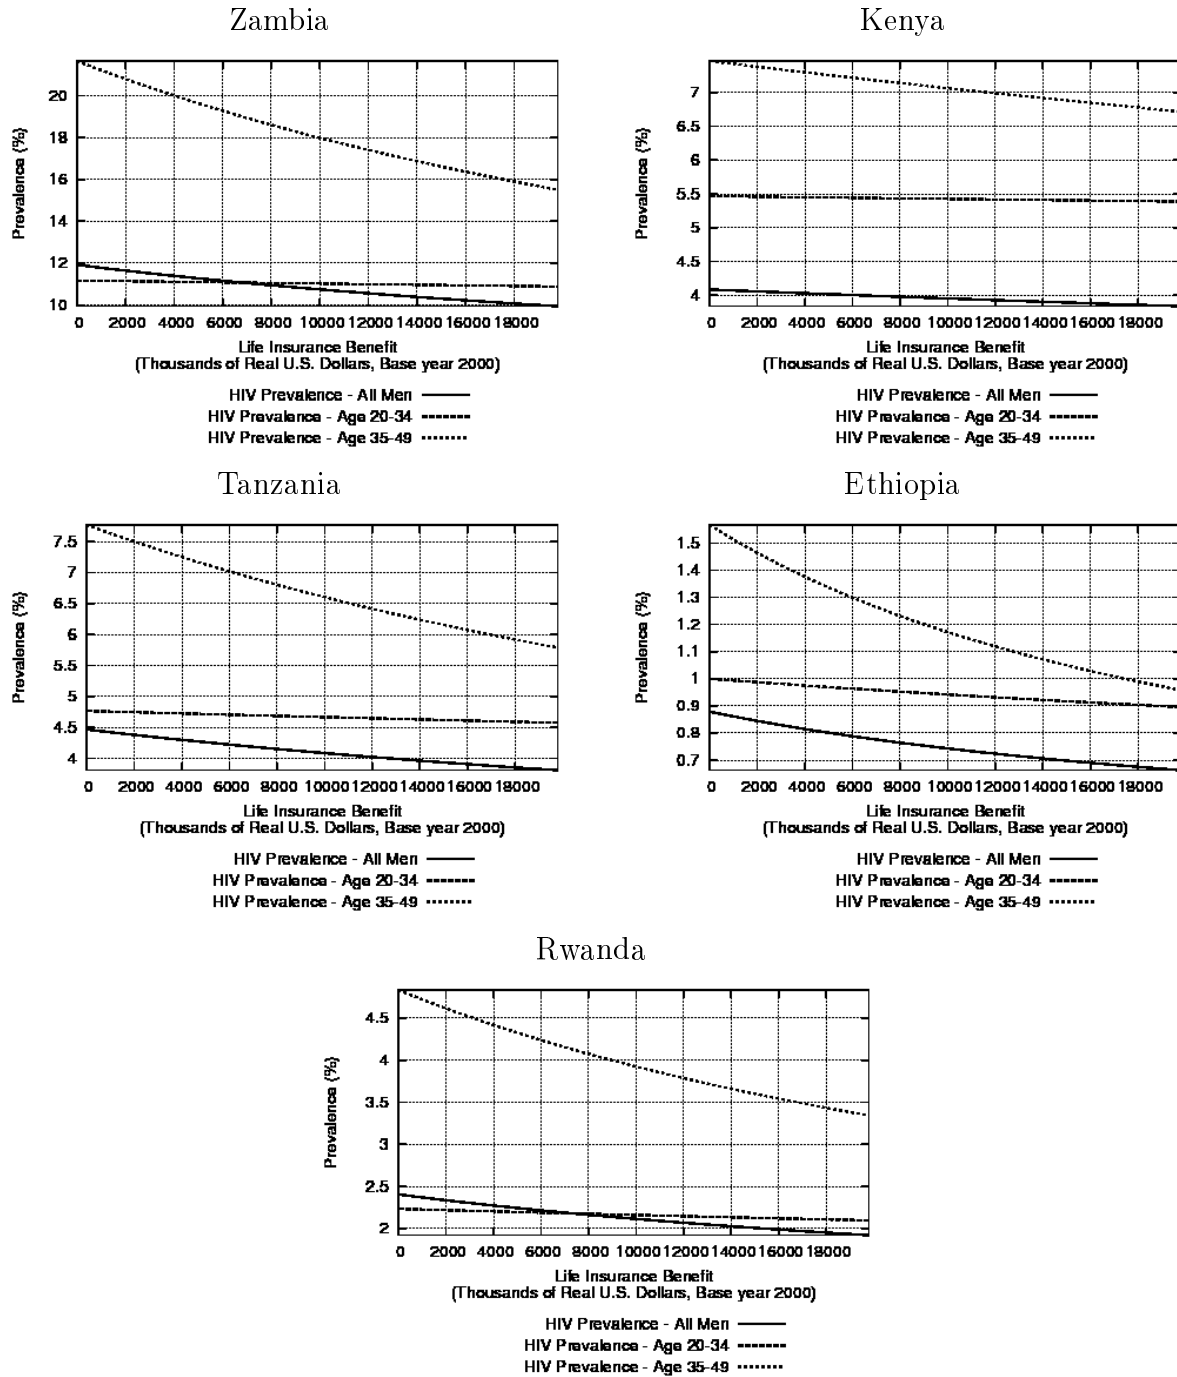 Zambia
Prevalence (%)
20
18
16
14
12
10
0 2000 4000 6000 8000 10000 12000 14000 16000 18000
Life Insurance Benefit
(Thousands of Real U.S. Dollars, Base year 2000)
HIV Prevalence - All Men
HIV Prevalence - Age 20-34
HIV Prevalence - Age 35-49
Kenya
Prevalence (%)
7
6.5
6
5.5
5
4.5
4
0 2000 4000 6000 8000 10000 12000 14000 16000 18000
Life Insurance Benefit
(Thousands of Real U.S. Dollars, Base year 2000)
HIV Prevalence - All Men
HIV Prevalence - Age 20-34
HIV Prevalence - Age 35-49
Tanzania
Prevalence (%)
7.5
7
6.5
6
5.5
5
4.5
4
0 2000 4000 6000 8000 10000 12000 14000 16000 18000
Life Insurance Benefit
(Thousands of Real U.S. Dollars, Base year 2000)
HIV Prevalence - All Men
HIV Prevalence - Age 20-34
HIV Prevalence - Age 35-49
Ethiopia
Prevalence (%)
1.5
1.4
1.3
1.2
1.1
1
0.9
0.8
0.7
0 2000 4000 6000 8000 10000 12000 14000 16000 18000
Life Insurance Benefit
(Thousands of Real U.S. Dollars, Base year 2000)
HIV Prevalence - All Men
HIV Prevalence - Age 20-34
HIV Prevalence - Age 35-49
Rwanda
Prevalence (%)
4.5
4
3.5
3
2.5
2
0 2000 4000 6000 8000 10000 12000 14000 16000 18000
Life Insurance Benefit
(Thousands of Real U.S. Dollars, Base year 2000)
HIV Prevalence - All Men
HIV Prevalence - Age 20-34
HIV Prevalence - Age 35-49